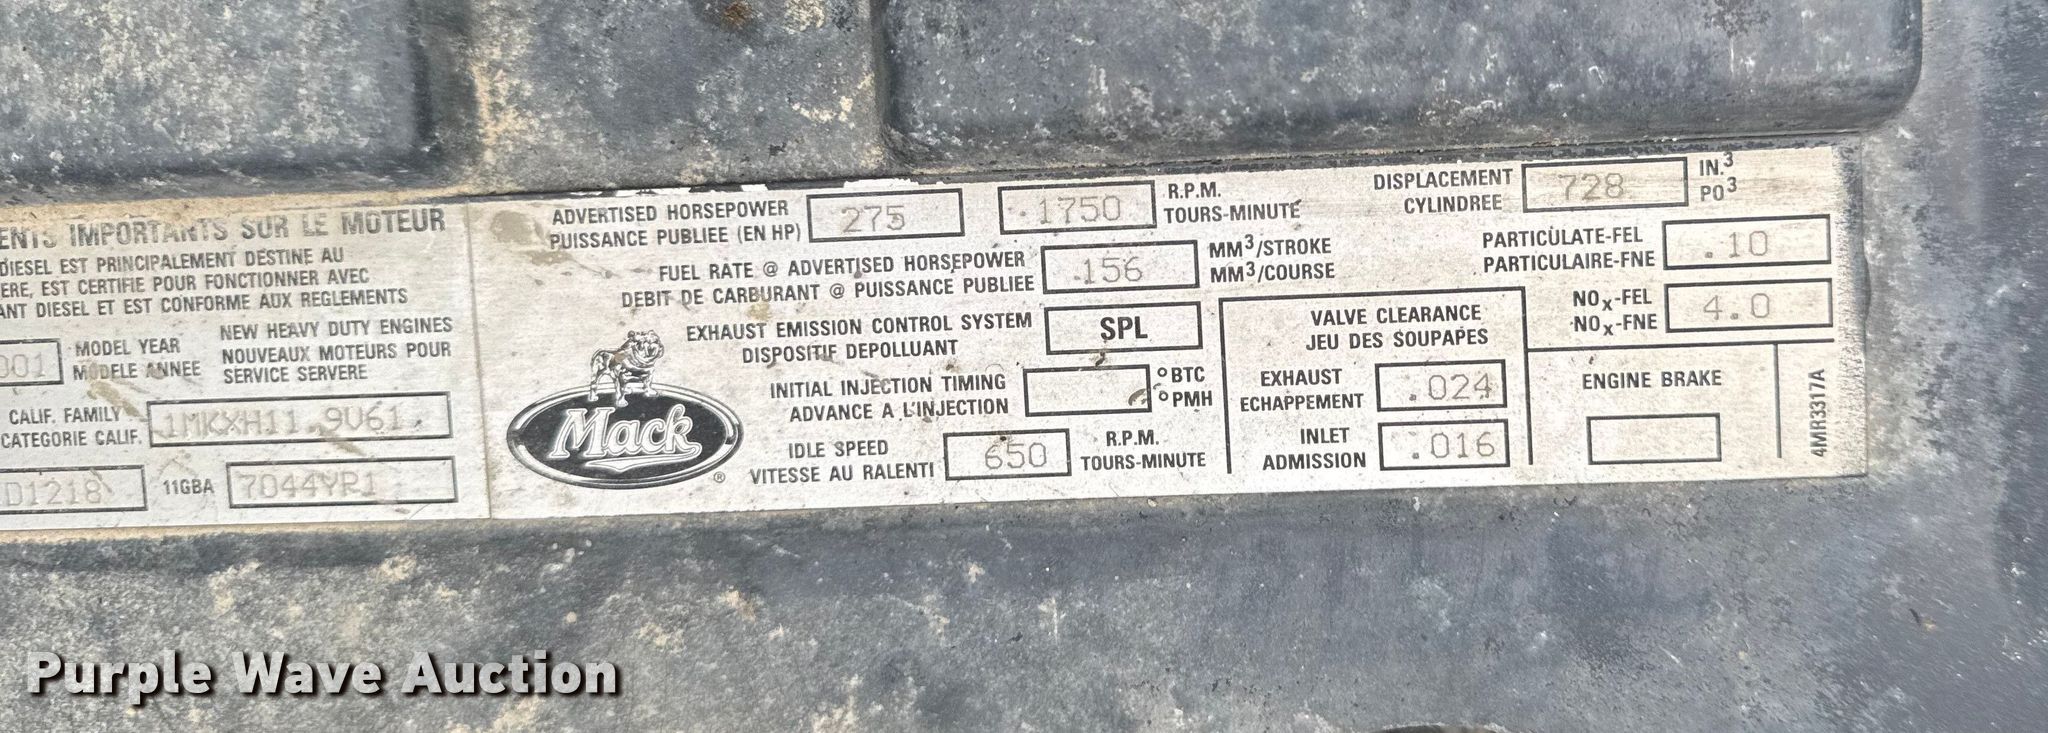 IMPORTANTS SUR LE MOTEUR
DIESEL EST PRINCIPALEMENT DESTINE AU
ERE, EST CERTIFIE POUR FONCTIONNER AVEC
ANT DIESEL ET EST CONFORME AUX REGLEMENTS
001 MODEL YEAR
MODELE ANNEE
NEW HEAVY DUTY ENGINES
NOUVEAUX MOTEURS POUR
SERVICE SERVERE
CALIF. FAMILY
CATEGORIE CALIF.
1MKXH11.9V61.
D1218 11GBA 7044YR1
Mack
®
ADVERTISED HORSEPOWER
PUISSANCE PUBLIEE (EN HP)
275
1750 R.P.M.
TOURS-MINUTE
FUEL RATE @ ADVERTISED HORSEPOWER
DEBIT DE CARBURANT @ PUISSANCE PUBLIEE
156 MM³/STROKE
MM³/COURSE
EXHAUST EMISSION CONTROL SYSTEM
DISPOSITIF DEPOLLUANT
SPL
INITIAL INJECTION TIMING
ADVANCE A L'INJECTION
°BTC
°PMH
IDLE SPEED
VITESSE AU RALENTI
650 R.P.M.
TOURS-MINUTE
DISPLACEMENT
CYLINDREE
728 IN.³
PO³
PARTICULATE-FEL
PARTICULAIRE-FNE
.10
NOx-FEL
NOx-FNE
4.0
VALVE CLEARANCE
JEU DES SOUPAPES
EXHAUST
ECHAPPEMENT
.024
INLET
ADMISSION
.016
ENGINE BRAKE
4MR3317A
Purple Wave Auction